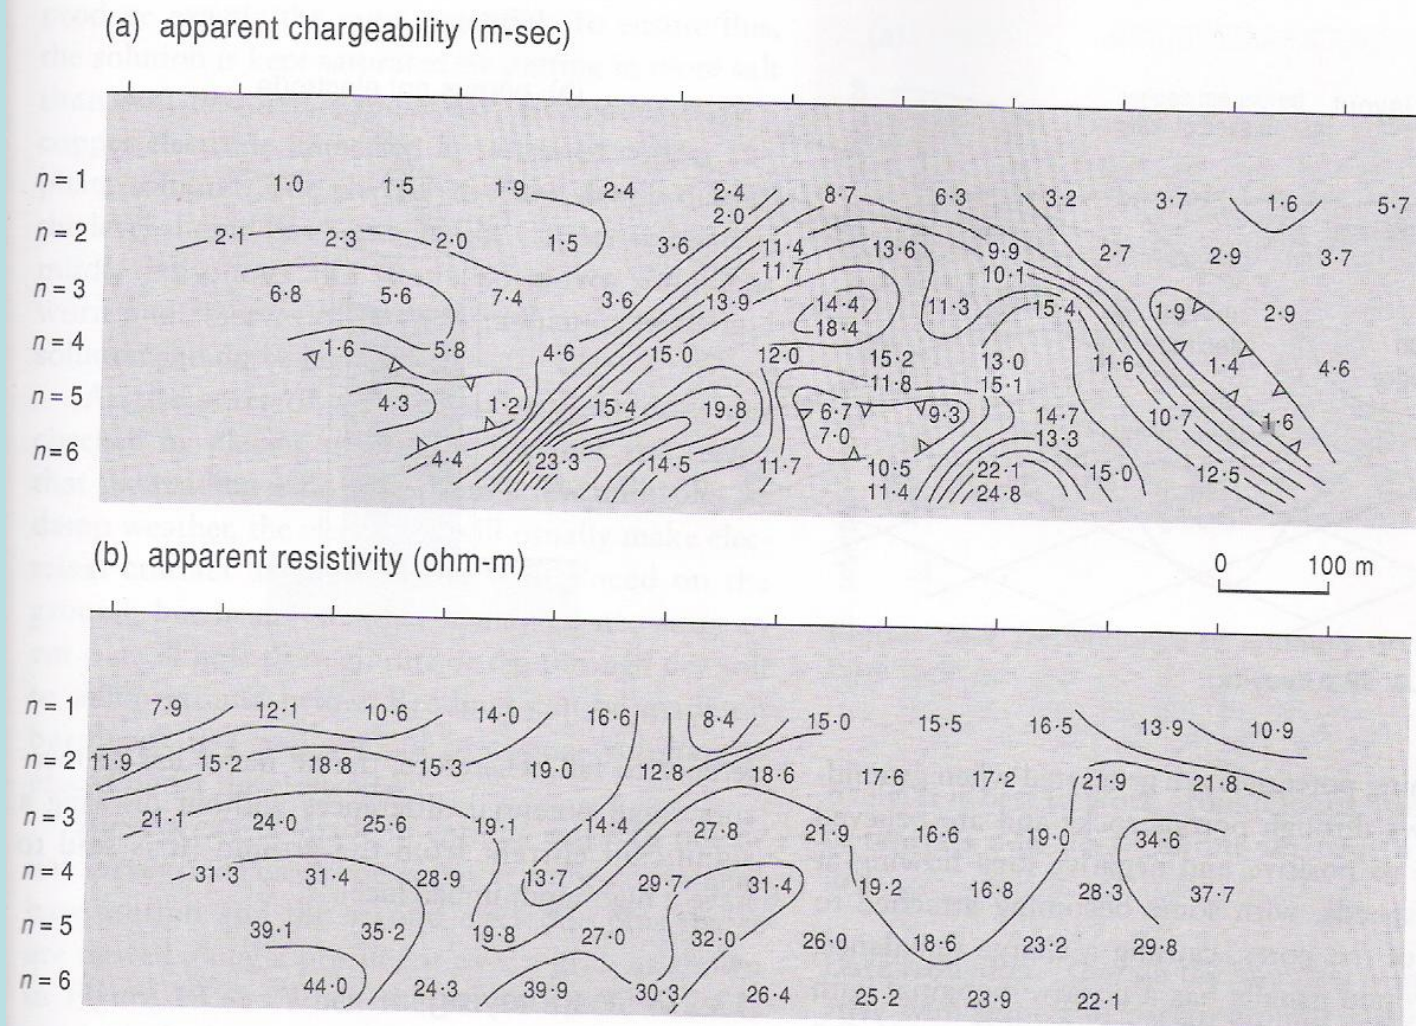 (a) apparent chargeability (m-sec)
n = 1 1·0 1·5 1·9 2·4 2·4 8·7 6·3 3·2 3·7 1·6 5·7
2·0
n = 2 2·1 2·3 2·0 1·5 3·6 11·4 13·6 9·9 2·7 2·9 3·7
11·7 10·1
n = 3 6·8 5·6 7·4 3·6 13·9 14·4 11·3 15·4 1·9 2·9
18·4
n = 4 1·6 5·8 4·6 15·0 12·0 15·2 13·0 11·6 1·4 4·6
11·8 15·1
n = 5 4·3 1·2 15·4 19·8 6·7 9·3 14·7 10·7 1·6
7·0 13·3
n=6 4·4 23·3 14·5 11·7 10·5 22·1 15·0 12·5
11·4 24·8
(b) apparent resistivity (ohm-m)
0 100 m
n = 1 7·9 12·1 10·6 14·0 16·6 8·4 15·0 15·5 16·5 13·9 10·9
n = 2 11·9 15·2 18·8 15·3 19·0 12·8 18·6 17·6 17·2 21·9 21·8
n = 3 21·1 24·0 25·6 19·1 14·4 27·8 21·9 16·6 19·0 34·6
n = 4 31·3 31·4 28·9 13·7 29·7 31·4 19·2 16·8 28·3 37·7
n = 5 39·1 35·2 19·8 27·0 32·0 26·0 18·6 23·2 29·8
n = 6 44·0 24·3 39·9 30·3 26·4 25·2 23·9 22·1